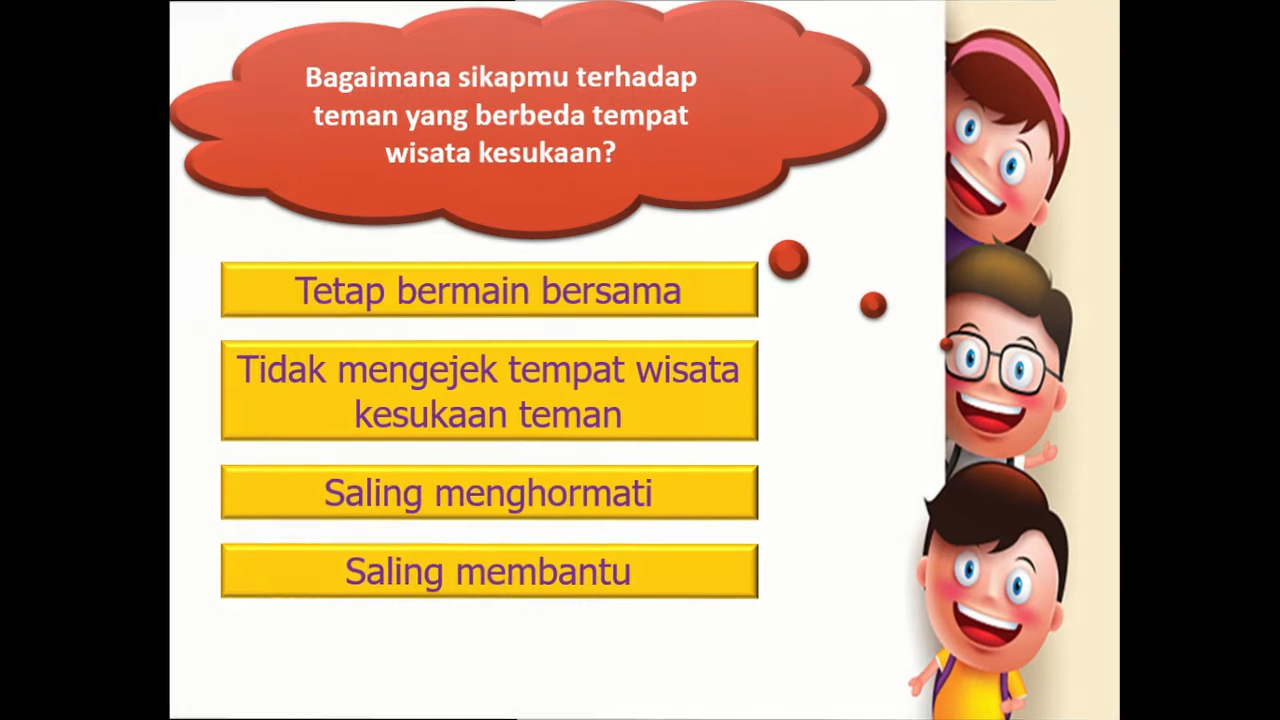 Bagaimana sikapmu terhadap
teman yang berbeda tempat
wisata kesukaan?
Tetap bermain bersama
Tidak mengejek tempat wisata
kesukaan teman
Saling menghormati
Saling membantu